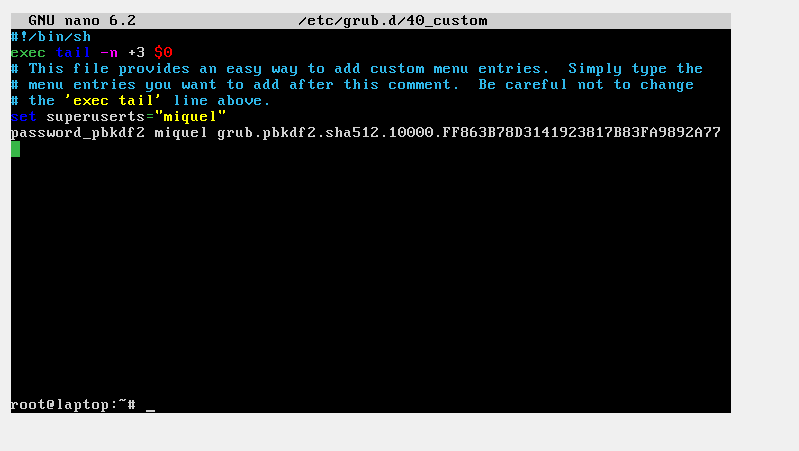 GNU nano 6.2 /etc/grub.d/40_custom
#!/bin/sh
exec tail -n +3 $0
# This file provides an easy way to add custom menu entries.  Simply type the
# menu entries you want to add after this comment.  Be careful not to change
# the 'exec tail' line above.
set superuserts="miquel"
password_pbkdf2 miquel grub.pbkdf2.sha512.10000.FF863B78D3141923817B83FA9892A77
root@laptop:~# _